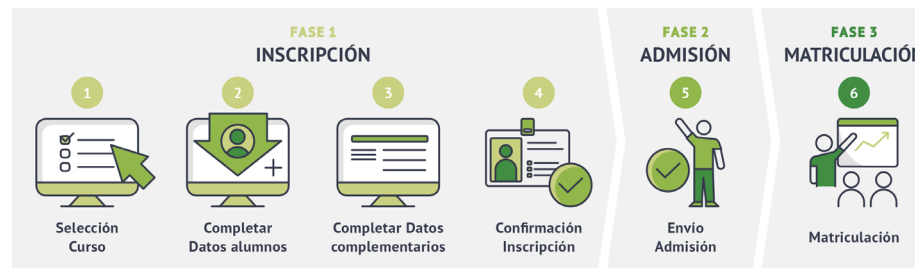 FASE 1
INSCRIPCIÓN
1
Selección
Curso
2
Completar
Datos alumnos
3
Completar Datos
complementarios
4
Confirmación
Inscripción
FASE 2
ADMISIÓN
5
Envío
Admisión
FASE 3
MATRICULACIÓN
6
Matriculación